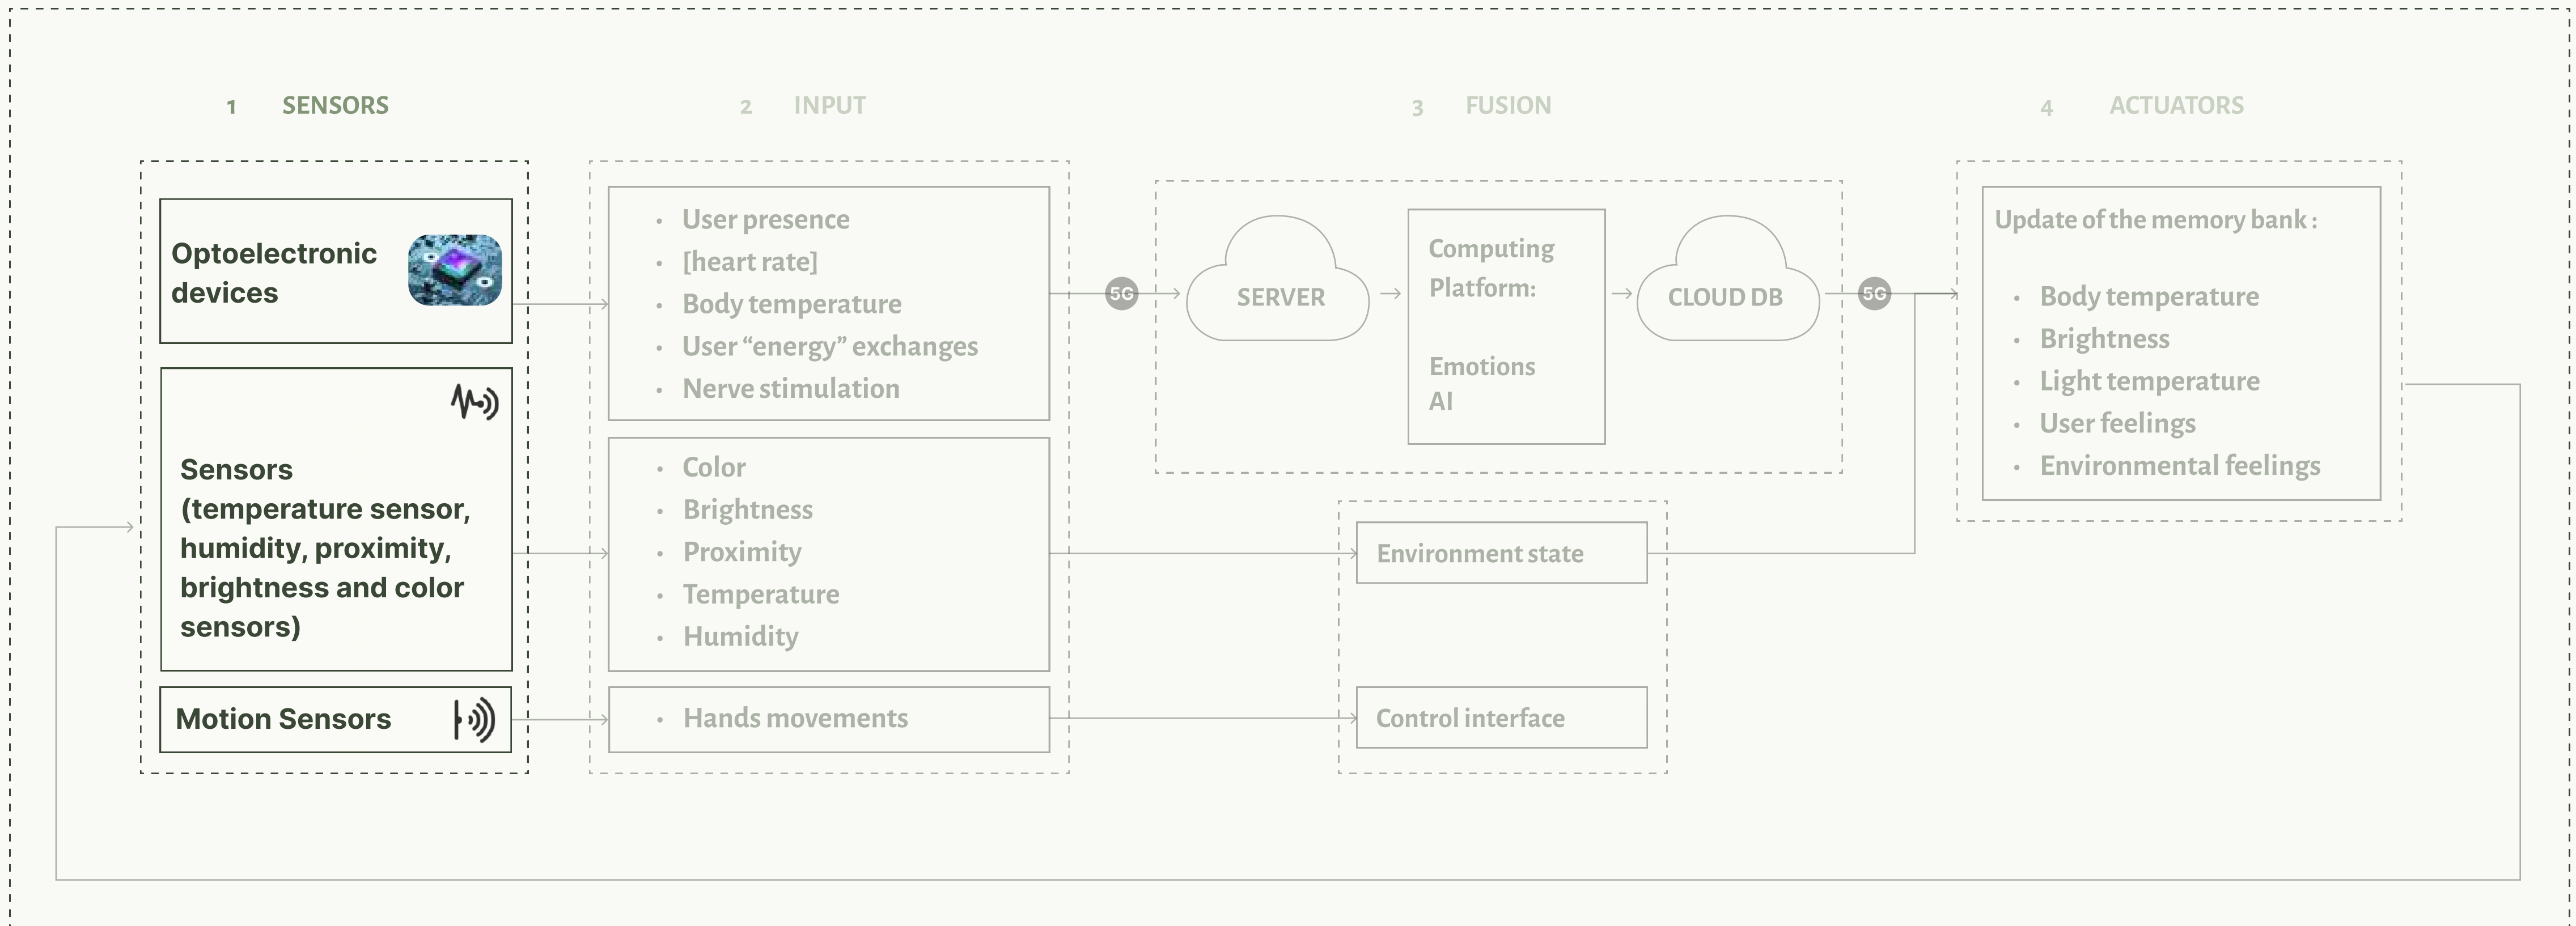 1 SENSORS
2 INPUT
3 FUSION
4 ACTUATORS
Optoelectronic
devices
Sensors
(temperature sensor,
humidity, proximity,
brightness and color
sensors)
Motion Sensors
• User presence
• [heart rate]
• Body temperature
• User “energy” exchanges
• Nerve stimulation
• Color
• Brightness
• Proximity
• Temperature
• Humidity
• Hands movements
5G
SERVER
Computing
Platform:
Emotions
AI
CLOUD DB
5G
Environment state
Control interface
Update of the memory bank :
• Body temperature
• Brightness
• Light temperature
• User feelings
• Environmental feelings